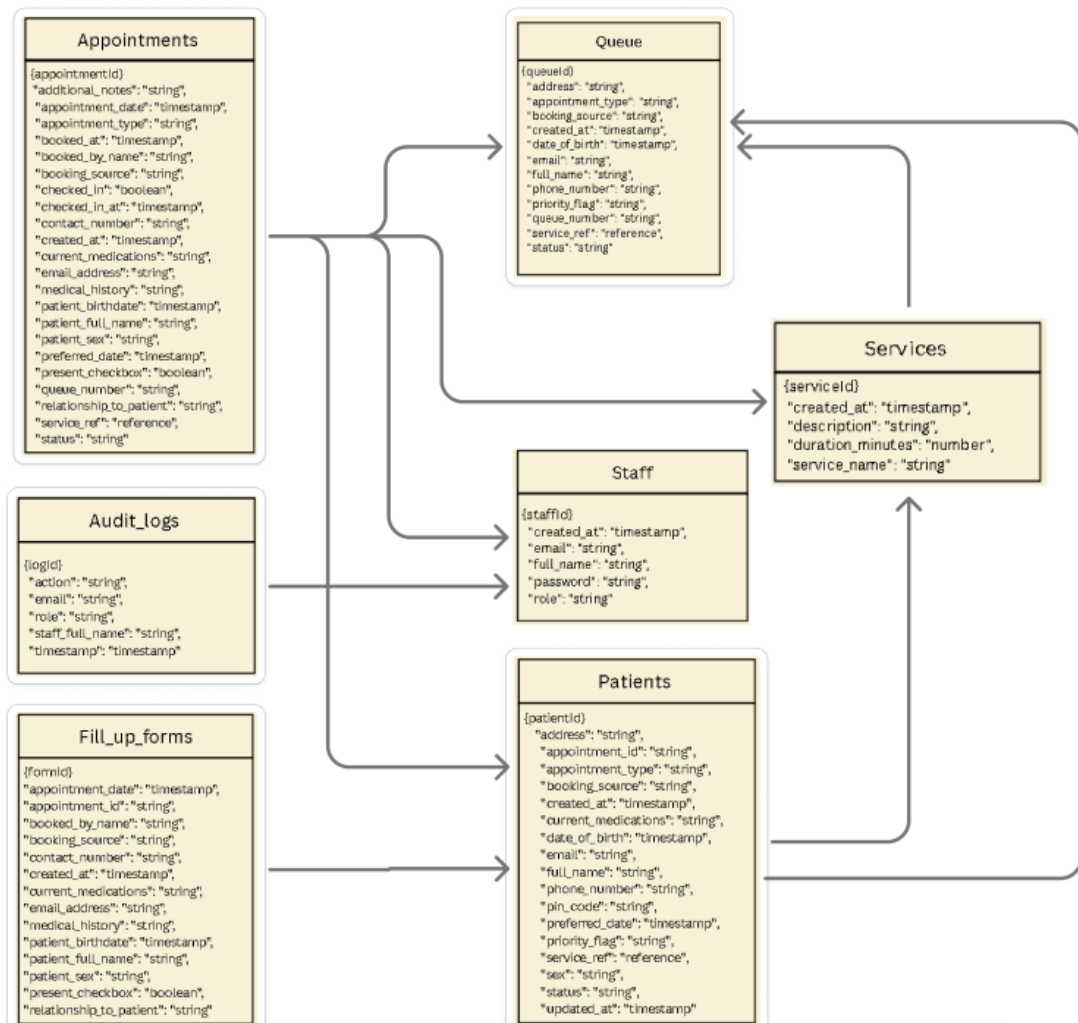 Appointments
{appointmentId}
"additional_notes": "string",
"appointment_date": "timestamp",
"appointment_type": "string",
"booked_at": "timestamp",
"booked_by_name": "string",
"booking_source": "string",
"checked_in": "boolean",
"checked_in_at": "timestamp",
"contact_number": "string",
"created_at": "timestamp",
"current_medications": "string",
"email_address": "string",
"medical_history": "string",
"patient_birthdate": "timestamp",
"patient_full_name": "string",
"patient_sex": "string",
"preferred_date": "timestamp",
"present_checkbox": "boolean",
"queue_number": "string",
"relationship_to_patient": "string",
"service_ref": "reference",
"status": "string"
Queue
{queueId}
"address": "string",
"appointment_type": "string",
"booking_source": "string",
"created_at": "timestamp",
"date_of_birth": "timestamp",
"email": "string",
"full_name": "string",
"phone_number": "string",
"priority_flag": "string",
"queue_number": "string",
"service_ref": "reference",
"status": "string"
Services
{serviceId}
"created_at": "timestamp",
"description": "string",
"duration_minutes": "number",
"service_name": "string"
Audit_logs
{logId}
"action": "string",
"email": "string",
"role": "string",
"staff_full_name": "string",
"timestamp": "timestamp"
Staff
{staffId}
"created_at": "timestamp",
"email": "string",
"full_name": "string",
"password": "string",
"role": "string"
Fill_up_forms
{formId}
"appointment_date": "timestamp",
"appointment_id": "string",
"booked_by_name": "string",
"booking_source": "string",
"contact_number": "string",
"created_at": "timestamp",
"current_medications": "string",
"email_address": "string",
"medical_history": "string",
"patient_birthdate": "timestamp",
"patient_full_name": "string",
"patient_sex": "string",
"present_checkbox": "boolean",
"relationship_to_patient": "string"
Patients
{patientId}
"address": "string",
"appointment_id": "string",
"appointment_type": "string",
"booking_source": "string",
"created_at": "timestamp",
"current_medications": "string",
"date_of_birth": "timestamp",
"email": "string",
"full_name": "string",
"phone_number": "string",
"pin_code": "string",
"preferred_date": "timestamp",
"priority_flag": "string",
"service_ref": "reference",
"sex": "string",
"status": "string",
"updated_at": "timestamp"